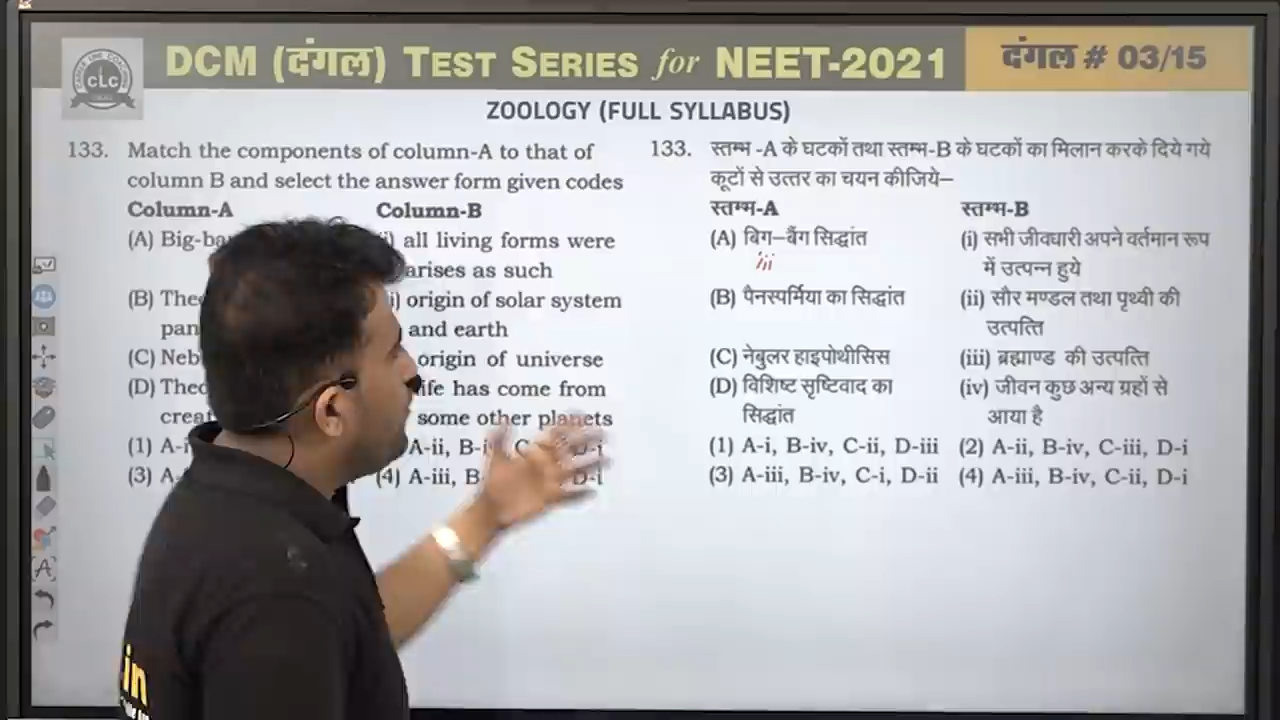 DCM (दंगल) TEST SERIES for NEET-2021
दंगल # 03/15
CLC
ZOOLOGY (FULL SYLLABUS)
133. Match the components of column-A to that of
column B and select the answer form given codes
Column-A Column-B
(A) Big-ba all living forms were
arises as such
(B) origin of solar system
and earth
(C) origin of universe
(D) life has come from
some other planets
(1) A-ii,
(3) (4) A-iii,
133. स्तम्भ -A के घटकों तथा स्तम्भ-B के घटकों का मिलान करके दिये गये
कूटों से उत्तर का चयन कीजिये–
स्तम्भ-A स्तम्भ-B
(A) बिग–बैंग सिद्धांत (i) सभी जीवधारी अपने वर्तमान रूप
iii में उत्पन्न हुये
(B) पैनस्पर्मिया का सिद्धांत (ii) सौर मण्डल तथा पृथ्वी की
उत्पत्ति
(C) नेबुलर हाइपोथीसिस (iii) ब्रह्माण्ड की उत्पत्ति
(D) विशिष्ट सृष्टिवाद का (iv) जीवन कुछ अन्य ग्रहों से
सिद्धांत आया है
(1) A-i, B-iv, C-ii, D-iii (2) A-ii, B-iv, C-iii, D-i
(3) A-iii, B-iv, C-i, D-ii (4) A-iii, B-iv, C-ii, D-i
in